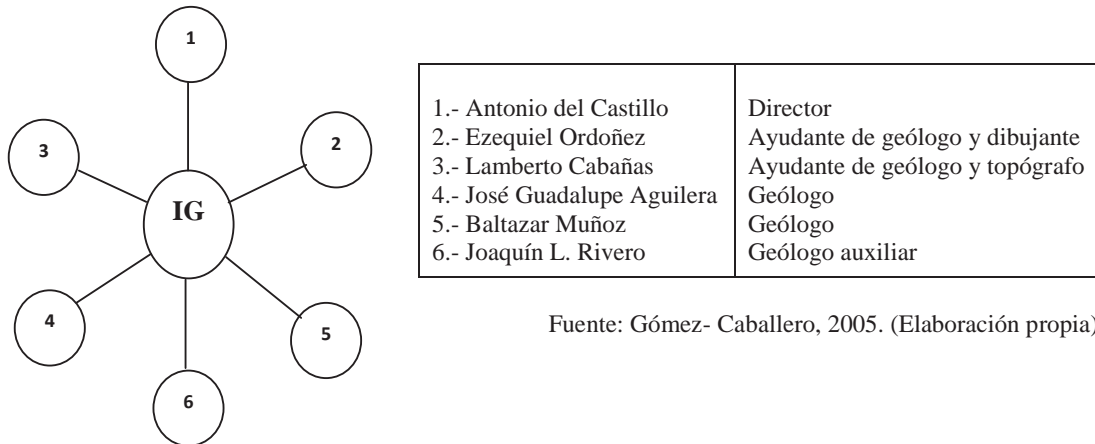 1
2
3
IG
4
5
6
1.- Antonio del Castillo Director
2.- Ezequiel Ordoñez Ayudante de geólogo y dibujante
3.- Lamberto Cabañas Ayudante de geólogo y topógrafo
4.- José Guadalupe Aguilera Geólogo
5.- Baltazar Muñoz Geólogo
6.- Joaquín L. Rivero Geólogo auxiliar
Fuente: Gómez- Caballero, 2005. (Elaboración propia)